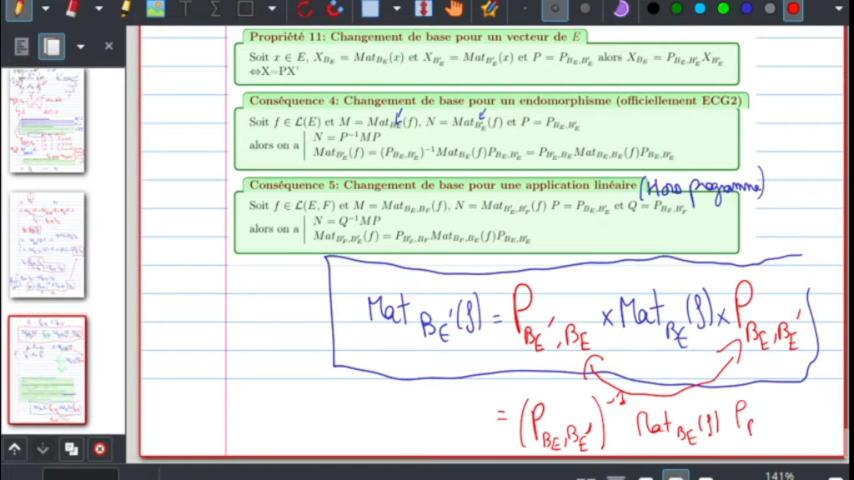 Propriété 11: Changement de base pour un vecteur de E
Soit x ∈ E, X_{B_E} = Mat_{B_E}(x) et X_{B'_E} = Mat_{B'_E}(x) et P = P_{B_E,B'_E} alors X_{B_E} = P_{B_E,B'_E}X_{B'_E}
⇔X=PX'
Conséquence 4: Changement de base pour un endomorphisme (officiellement ECG2)
Soit f ∈ L(E) et M = Mat_{B_E}(f), N = Mat_{B'_E}(f) et P = P_{B_E,B'_E}
alors on a | N = P^{-1}MP
Mat_{B'_E}(f) = (P_{B_E,B'_E})^{-1}Mat_{B_E}(f)P_{B_E,B'_E} = P_{B'_E,B_E}Mat_{B_E,B_E}(f)P_{B_E,B'_E}
Conséquence 5: Changement de base pour une application linéaire (Hors programme)
Soit f ∈ L(E, F) et M = Mat_{B_E,B_F}(f), N = Mat_{B'_E,B'_F}(f) P = P_{B_E,B'_E} et Q = P_{B_F,B'_F}
alors on a | N = Q^{-1}MP
Mat_{B'_F,B'_E}(f) = P_{B'_F,B_F}Mat_{B_F,B_E}(f)P_{B_E,B'_E}
Mat_{B_E'}(f) = P_{B_E',B_E} × Mat_{B_E}(f) × P_{B_E,B_E'}
= (P_{B_E,B_E'})^{-1} Mat_{B_E}(f) P
141%